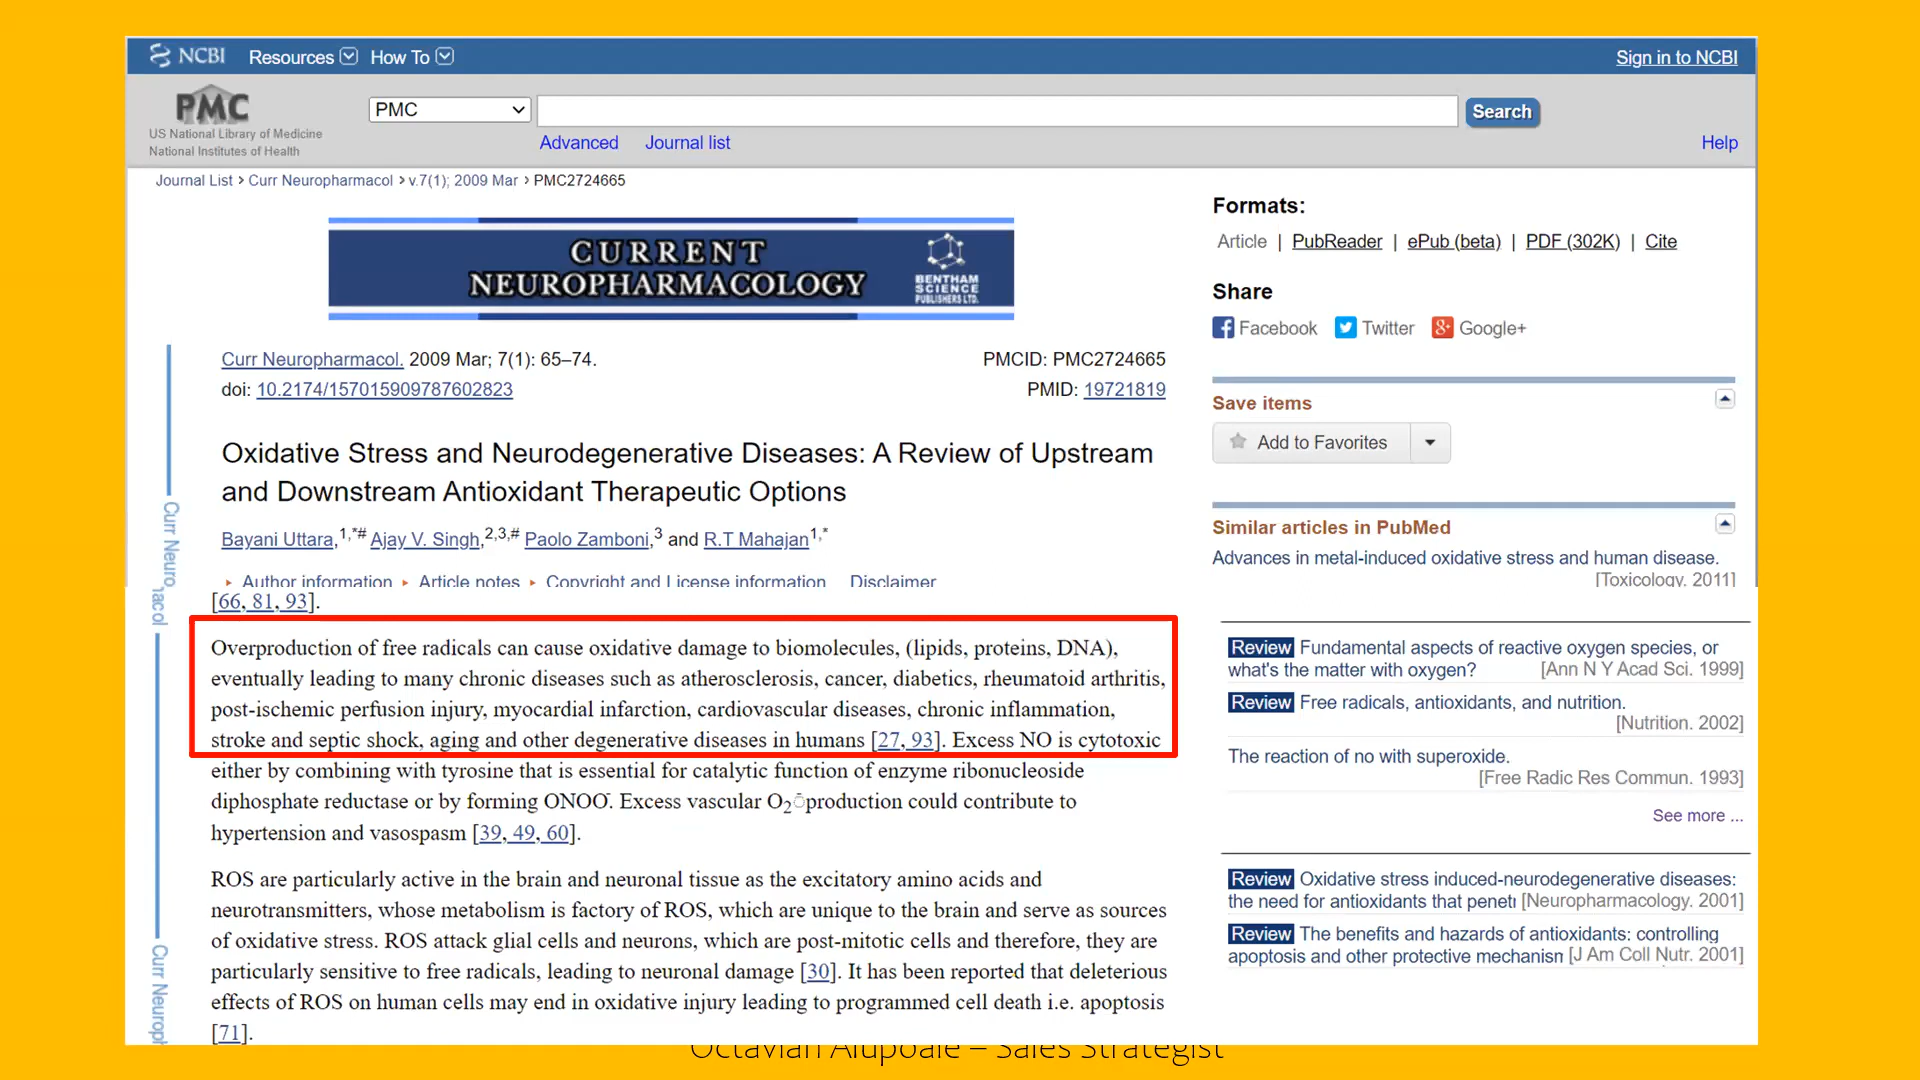 NCBI Resources How To Sign in to NCBI
PMC
US National Library of Medicine
National Institutes of Health
PMC
Search
Advanced Journal list
Help
Journal List > Curr Neuropharmacol > v.7(1); 2009 Mar > PMC2724665
CURRENT
NEUROPHARMACOLOGY
BENTHAM
SCIENCE
PUBLISHERS LTD.
Curr Neuropharmacol. 2009 Mar; 7(1): 65–74.
PMCID: PMC2724665
doi: 10.2174/157015909787602823
PMID: 19721819
Oxidative Stress and Neurodegenerative Diseases: A Review of Upstream
and Downstream Antioxidant Therapeutic Options
Bayani Uttara,1,*# Ajay V. Singh,2,3,# Paolo Zamboni,3 and R.T Mahajan1,*
Author information Article notes Copyright and License information Disclaimer
[66, 81, 93].
Overproduction of free radicals can cause oxidative damage to biomolecules, (lipids, proteins, DNA),
eventually leading to many chronic diseases such as atherosclerosis, cancer, diabetics, rheumatoid arthritis,
post-ischemic perfusion injury, myocardial infarction, cardiovascular diseases, chronic inflammation,
stroke and septic shock, aging and other degenerative diseases in humans [27, 93]. Excess NO is cytotoxic
either by combining with tyrosine that is essential for catalytic function of enzyme ribonucleoside
diphosphate reductase or by forming ONOO-. Excess vascular O2 production could contribute to
hypertension and vasospasm [39, 49, 60].
ROS are particularly active in the brain and neuronal tissue as the excitatory amino acids and
neurotransmitters, whose metabolism is factory of ROS, which are unique to the brain and serve as sources
of oxidative stress. ROS attack glial cells and neurons, which are post-mitotic cells and therefore, they are
particularly sensitive to free radicals, leading to neuronal damage [30]. It has been reported that deleterious
effects of ROS on human cells may end in oxidative injury leading to programmed cell death i.e. apoptosis
[71].
Curr Neuro
Curr Neurop
Formats:
Article | PubReader | ePub (beta) | PDF (302K) | Cite
Share
Facebook Twitter Google+
Save items
Add to Favorites
Similar articles in PubMed
Advances in metal-induced oxidative stress and human disease.
[Toxicology. 2011]
Review Fundamental aspects of reactive oxygen species, or
what's the matter with oxygen? [Ann N Y Acad Sci. 1999]
Review Free radicals, antioxidants, and nutrition.
[Nutrition. 2002]
The reaction of no with superoxide.
[Free Radic Res Commun. 1993]
See more ...
Review Oxidative stress induced-neurodegenerative diseases:
the need for antioxidants that penet [Neuropharmacology. 2001]
Review The benefits and hazards of antioxidants: controlling
apoptosis and other protective mechanism [J Am Coll Nutr. 2001]
Octavian Alupoaie – Sales Strategist